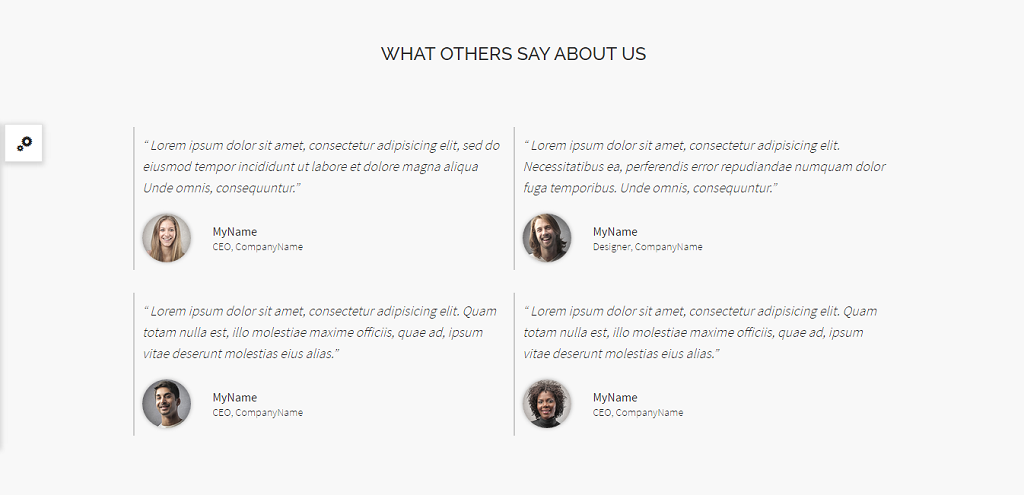 WHAT OTHERS SAY ABOUT US
“ Lorem ipsum dolor sit amet, consectetur adipisicing elit, sed do
eiusmod tempor incididunt ut labore et dolore magna aliqua
Unde omnis, consequuntur.”
MyName
CEO, CompanyName
“ Lorem ipsum dolor sit amet, consectetur adipisicing elit.
Necessitatibus ea, perferendis error repudiandae numquam dolor
fuga temporibus. Unde omnis, consequuntur.”
MyName
Designer, CompanyName
“ Lorem ipsum dolor sit amet, consectetur adipisicing elit. Quam
totam nulla est, illo molestiae maxime officiis, quae ad, ipsum
vitae deserunt molestias eius alias.”
MyName
CEO, CompanyName
“ Lorem ipsum dolor sit amet, consectetur adipisicing elit. Quam
totam nulla est, illo molestiae maxime officiis, quae ad, ipsum
vitae deserunt molestias eius alias.”
MyName
CEO, CompanyName